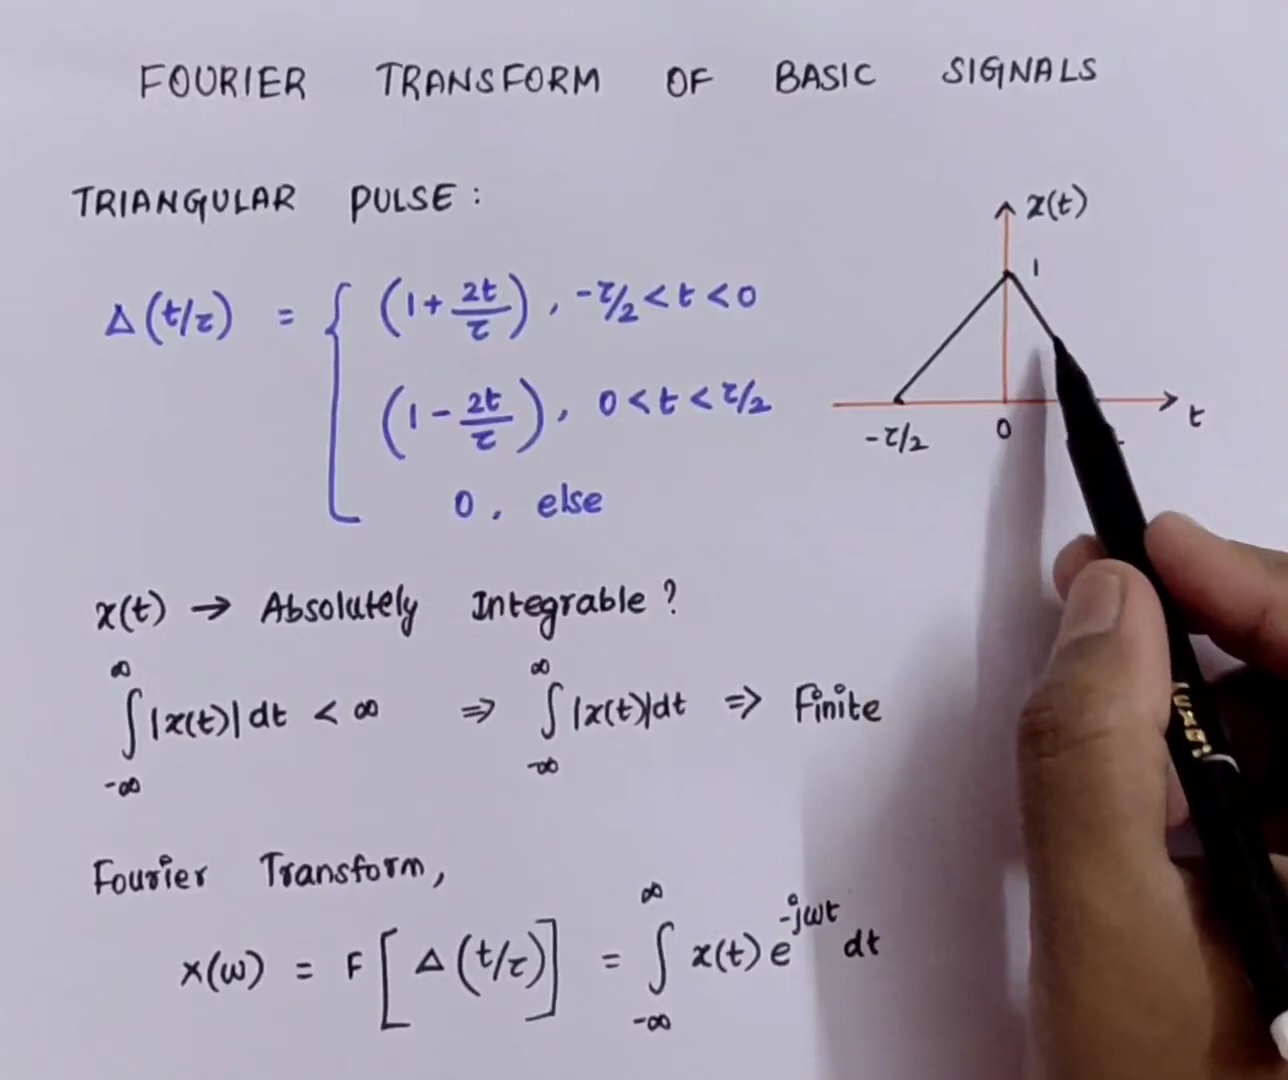 FOURIER TRANSFORM OF BASIC SIGNALS
TRIANGULAR PULSE :
Δ(t/τ) = { (1 + 2t/τ) , -τ/2 < t < 0
(1 - 2t/τ) , 0 < t < τ/2
0 , else
x(t)
1
-τ/2 0
t
x(t) → Absolutely Integrable ?
∫_{-∞}^{∞} |x(t)| dt < ∞ ⇒ ∫_{-∞}^{∞} |x(t)| dt ⇒ Finite
Fourier Transform,
X(ω) = F[Δ(t/τ)] = ∫_{-∞}^{∞} x(t) e^{-jωt} dt